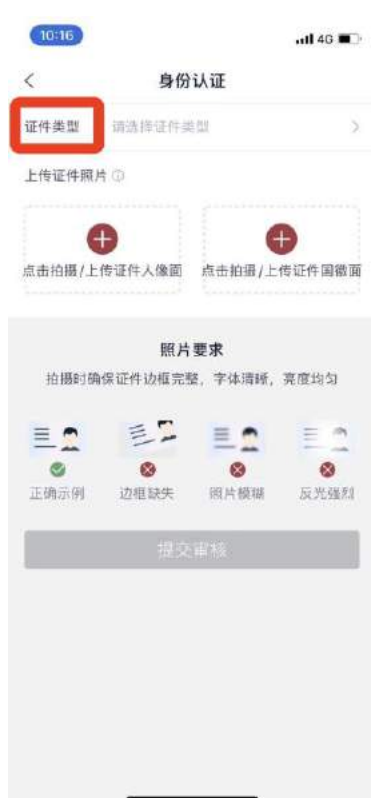 10:16
4G
身份认证
证件类型
请选择证件类型
上传证件照片
点击拍摄/上传证件人像面
点击拍摄/上传证件国徽面
照片要求
拍摄时确保证件边框完整，字体清晰，亮度均匀
正确示例
边框缺失
照片模糊
反光强烈
提交审核